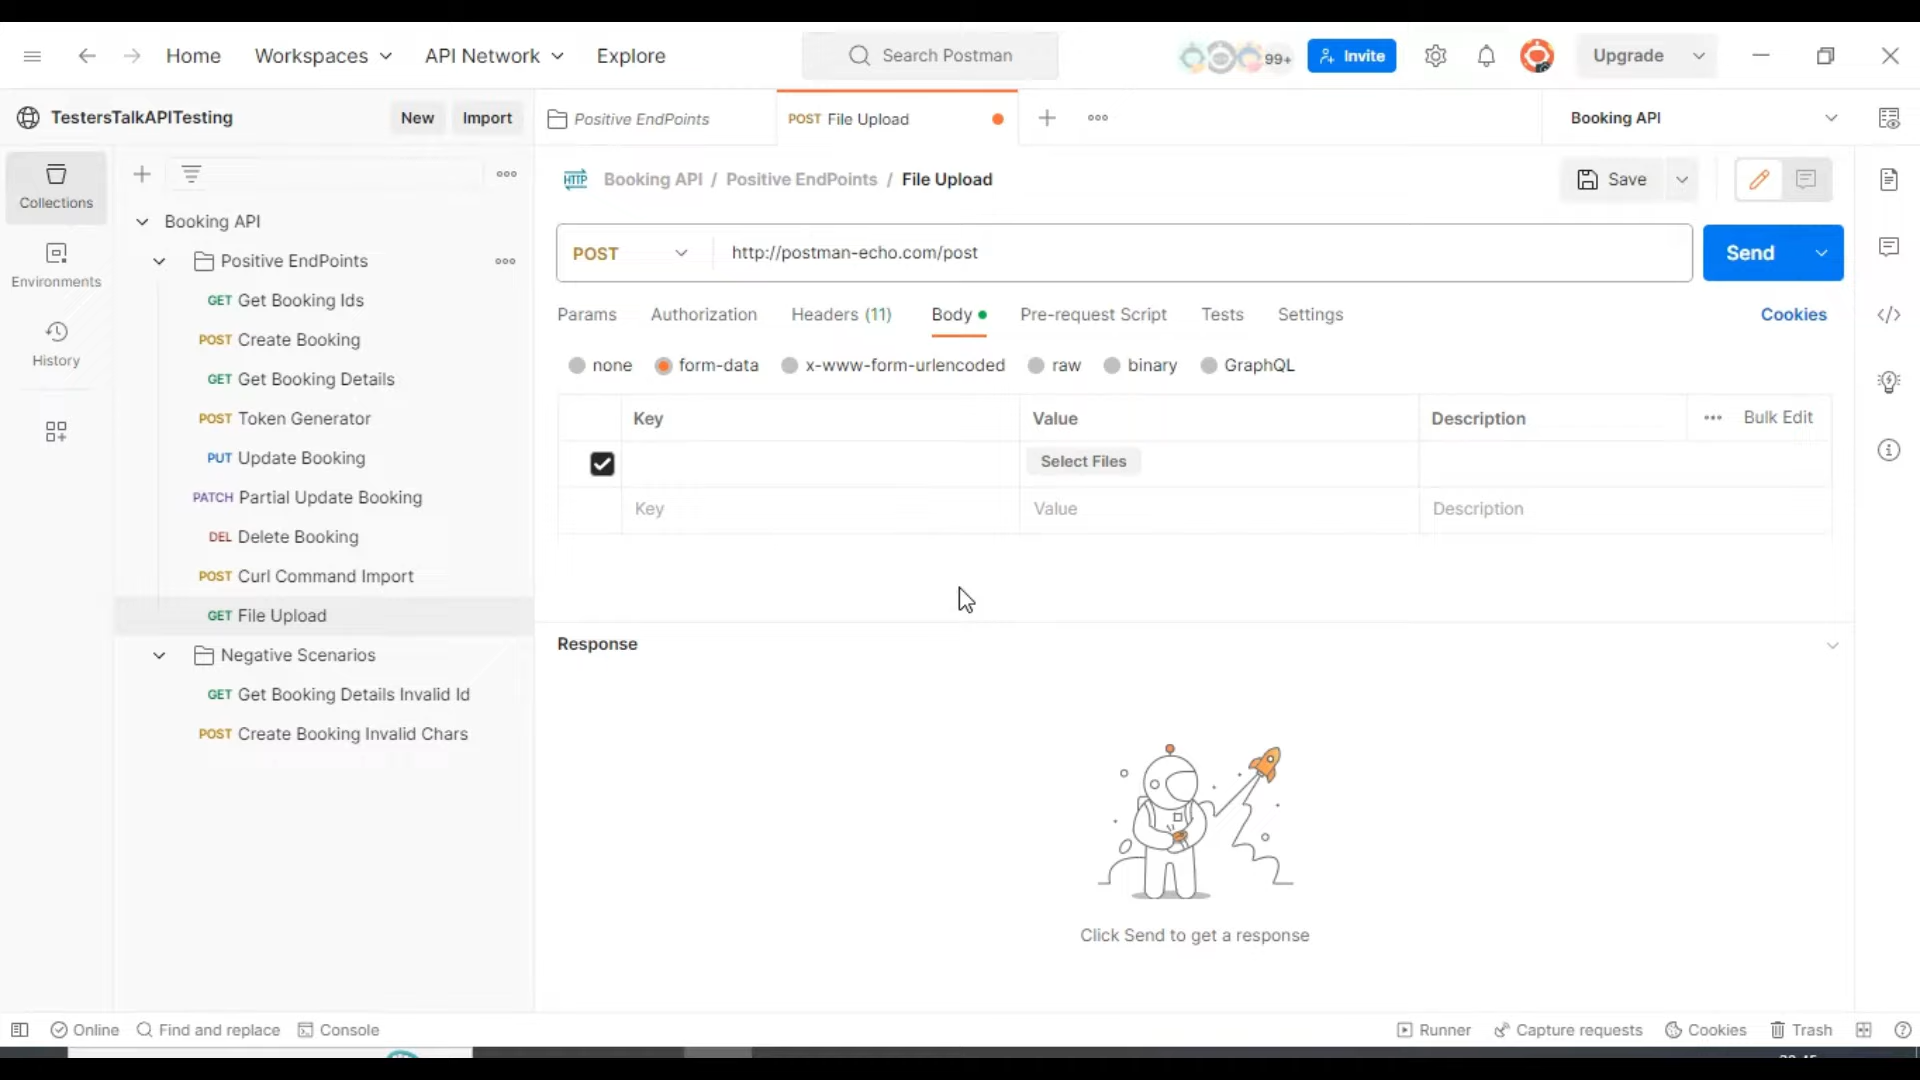 Home
Workspaces
API Network
Explore
Search Postman
99+
Invite
Upgrade
TestersTalkAPITesting
New
Import
Positive EndPoints
POST File Upload
Booking API
Collections
Environments
History
Booking API
Positive EndPoints
GET Get Booking Ids
POST Create Booking
GET Get Booking Details
POST Token Generator
PUT Update Booking
PATCH Partial Update Booking
DEL Delete Booking
POST Curl Command Import
GET File Upload
Negative Scenarios
GET Get Booking Details Invalid Id
POST Create Booking Invalid Chars
HTTP Booking API / Positive EndPoints / File Upload
Save
POST
http://postman-echo.com/post
Send
Params
Authorization
Headers (11)
Body
Pre-request Script
Tests
Settings
Cookies
none
form-data
x-www-form-urlencoded
raw
binary
GraphQL
Key
Value
Description
Bulk Edit
Select Files
Key
Value
Description
Response
Click Send to get a response
Online
Find and replace
Console
Runner
Capture requests
Cookies
Trash